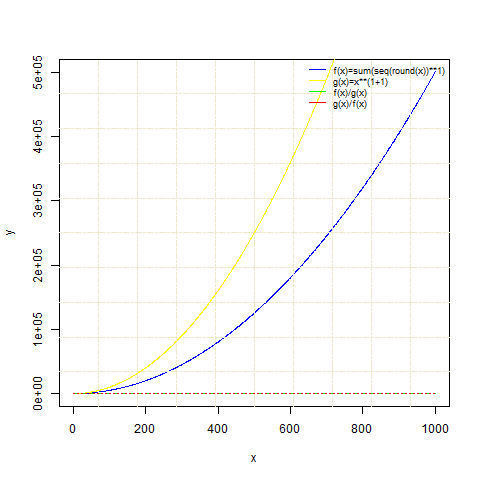 f(x)=sum(seq(round(x))**1)
g(x)=x**(1+1)
f(x)/g(x)
g(x)/f(x)
5e+05
4e+05
3e+05
2e+05
1e+05
0e+00
y
0 200 400 600 800 1000
x